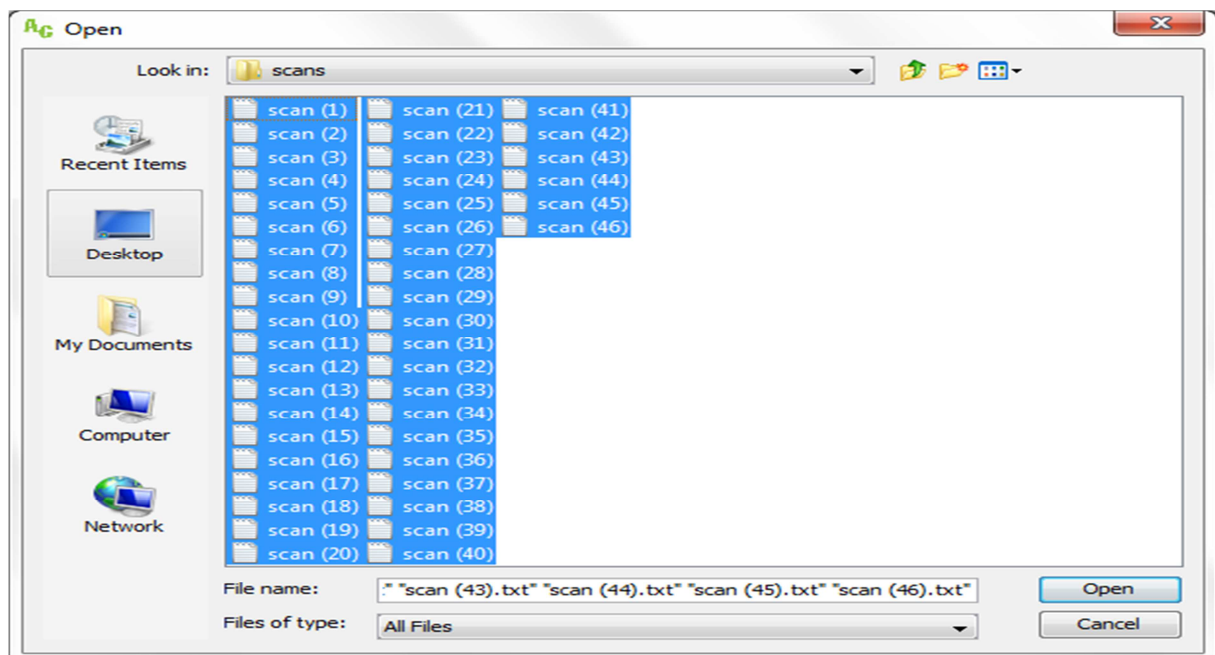 AG Open
Look in: scans
Recent Items
Desktop
My Documents
Computer
Network
scan (1) scan (21) scan (41)
scan (2) scan (22) scan (42)
scan (3) scan (23) scan (43)
scan (4) scan (24) scan (44)
scan (5) scan (25) scan (45)
scan (6) scan (26) scan (46)
scan (7) scan (27)
scan (8) scan (28)
scan (9) scan (29)
scan (10) scan (30)
scan (11) scan (31)
scan (12) scan (32)
scan (13) scan (33)
scan (14) scan (34)
scan (15) scan (35)
scan (16) scan (36)
scan (17) scan (37)
scan (18) scan (38)
scan (19) scan (39)
scan (20) scan (40)
File name: " "scan (43).txt" "scan (44).txt" "scan (45).txt" "scan (46).txt" Open
Files of type: All Files Cancel